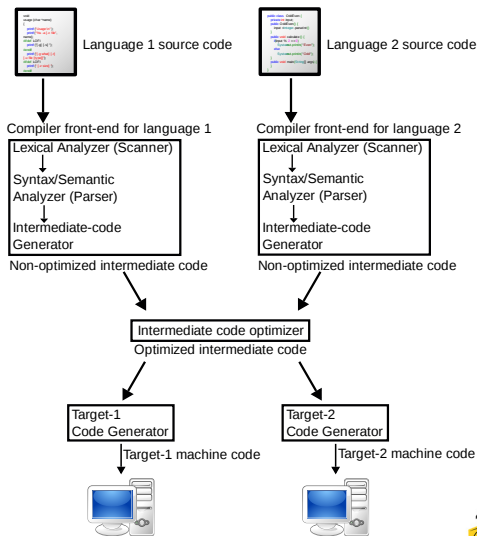 Language 1 source code
Language 2 source code
Compiler front-end for language 1
Lexical Analyzer (Scanner)
Syntax/Semantic
Analyzer (Parser)
Intermediate-code
Generator
Non-optimized intermediate code
Compiler front-end for language 2
Lexical Analyzer (Scanner)
Syntax/Semantic
Analyzer (Parser)
Intermediate-code
Generator
Non-optimized intermediate code
Intermediate code optimizer
Optimized intermediate code
Target-1
Code Generator
Target-1 machine code
Target-2
Code Generator
Target-2 machine code